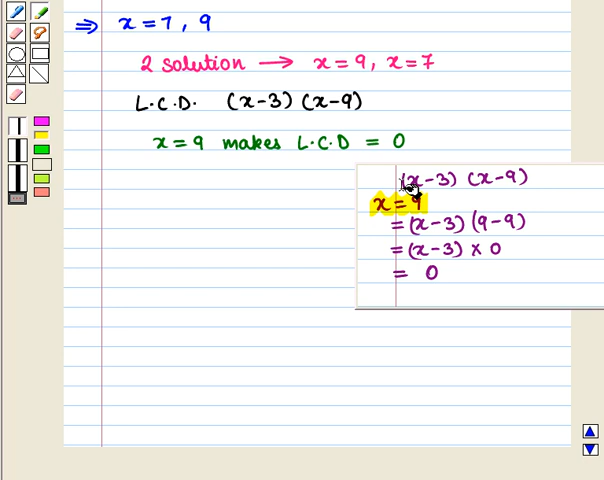 ⇒ x = 7, 9
2 solution → x = 9, x = 7
L.C.D. (x-3) (x-9)
x = 9 makes L.C.D = 0
(x-3) (x-9)
x = 9
= (x-3) (9-9)
= (x-3) × 0
= 0